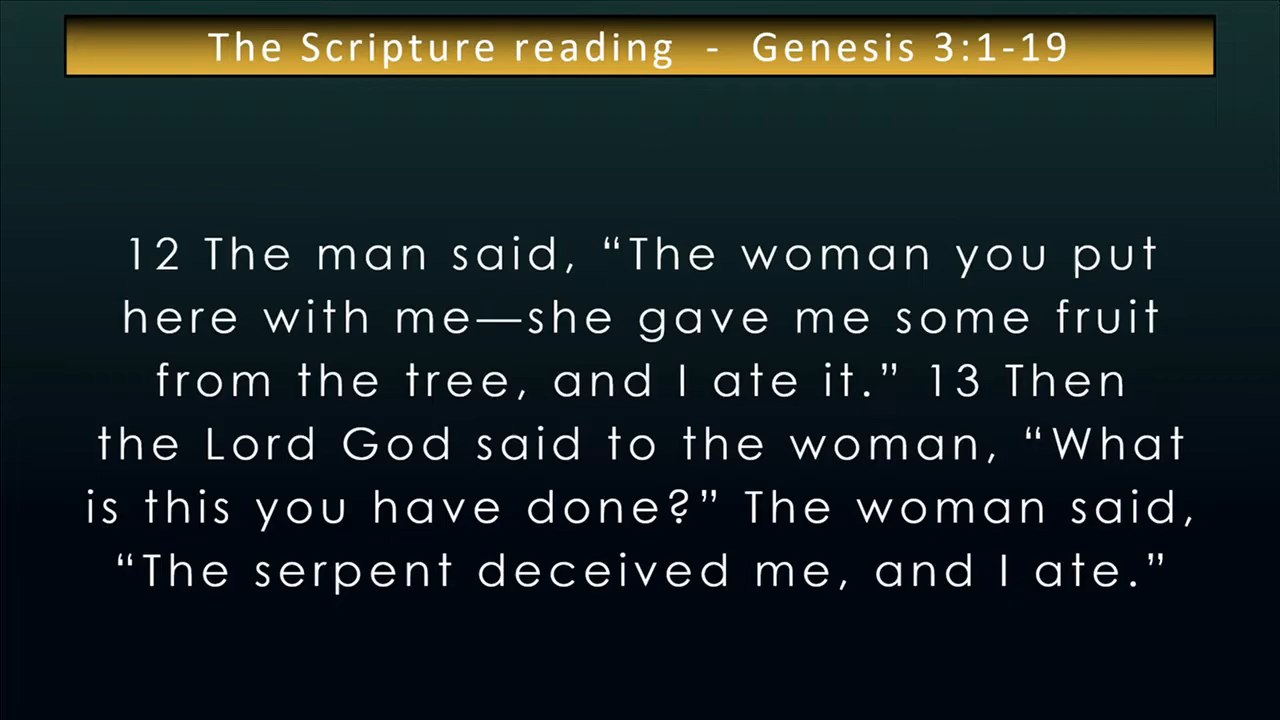 The Scripture reading - Genesis 3:1-19
12 The man said, “The woman you put
here with me—she gave me some fruit
from the tree, and I ate it.” 13 Then
the Lord God said to the woman, “What
is this you have done?” The woman said,
“The serpent deceived me, and I ate.”